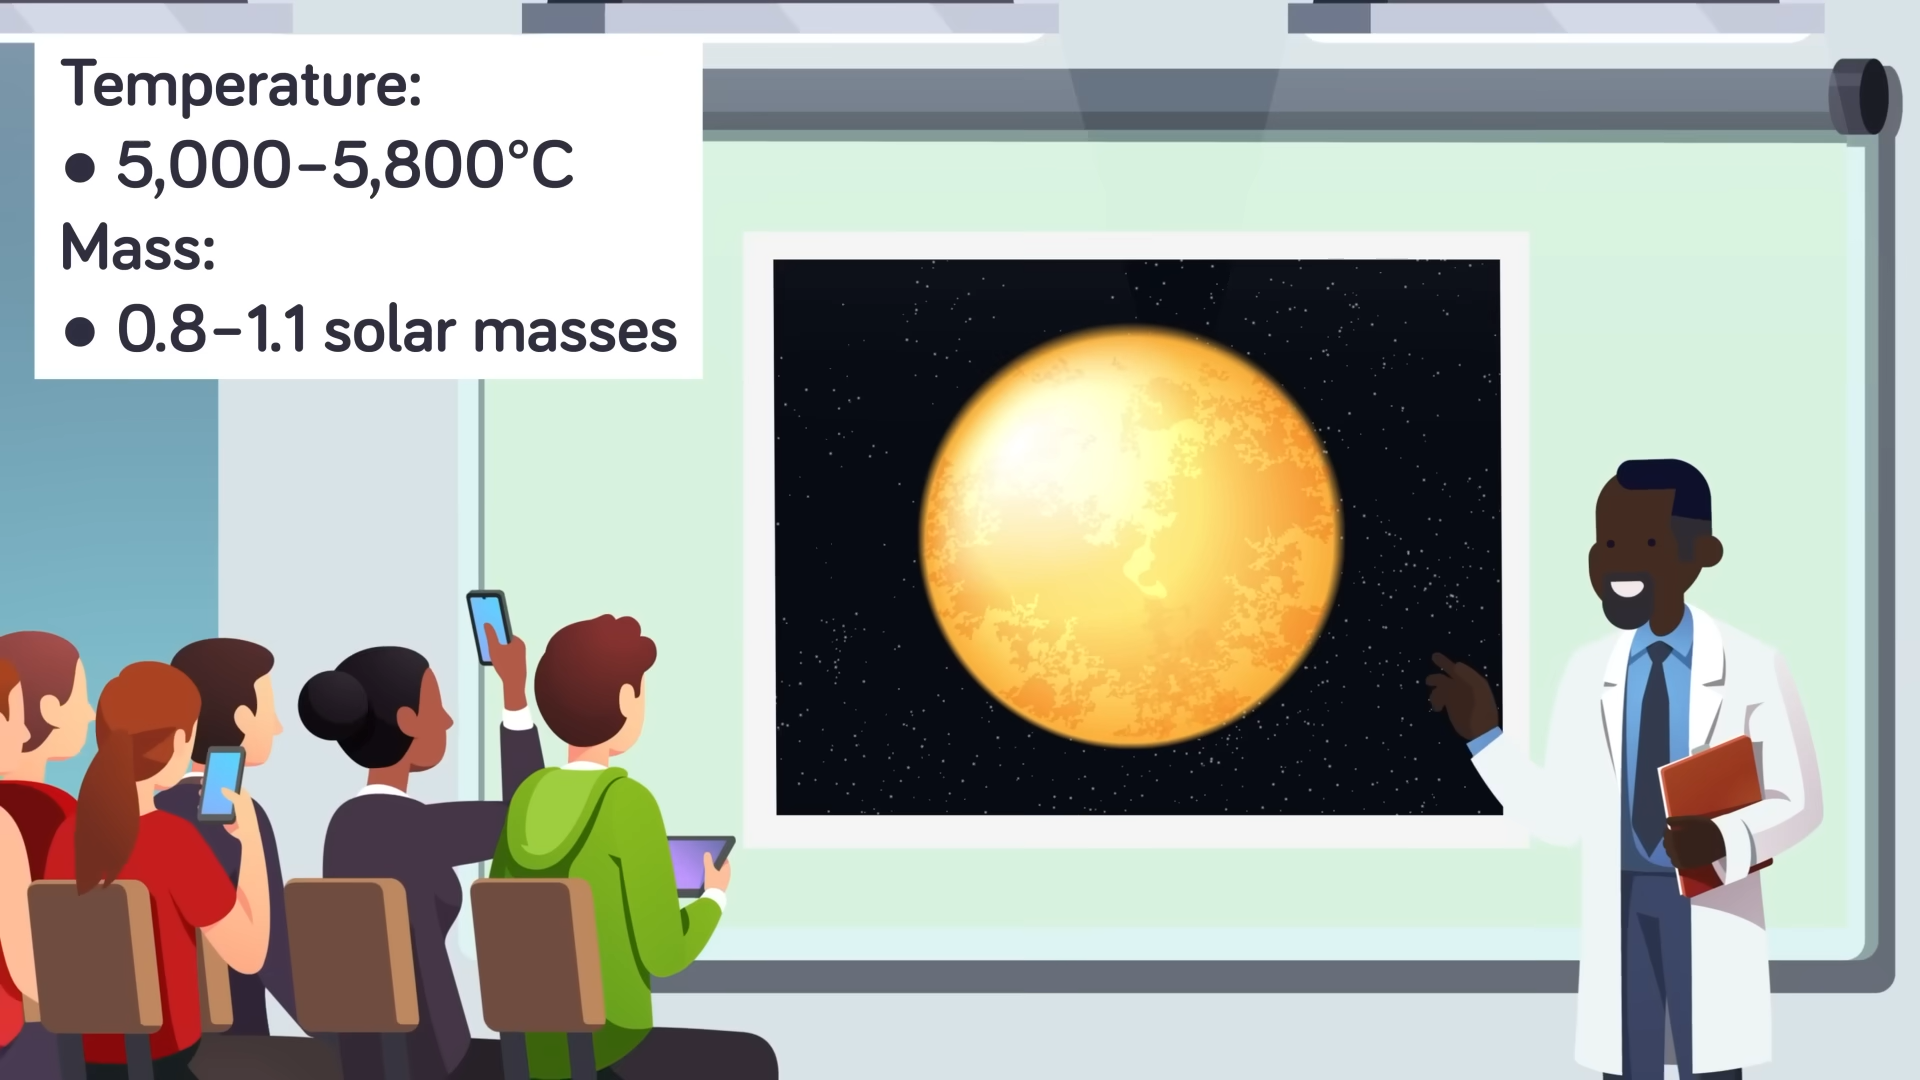 Temperature:
● 5,000–5,800°C
Mass:
● 0.8–1.1 solar masses